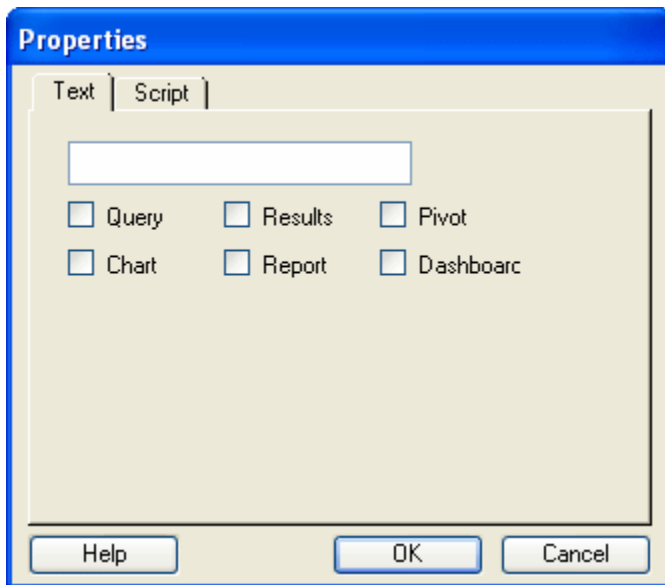 Properties
Text Script
Query Results Pivot
Chart Report Dashboarc
Help OK Cancel